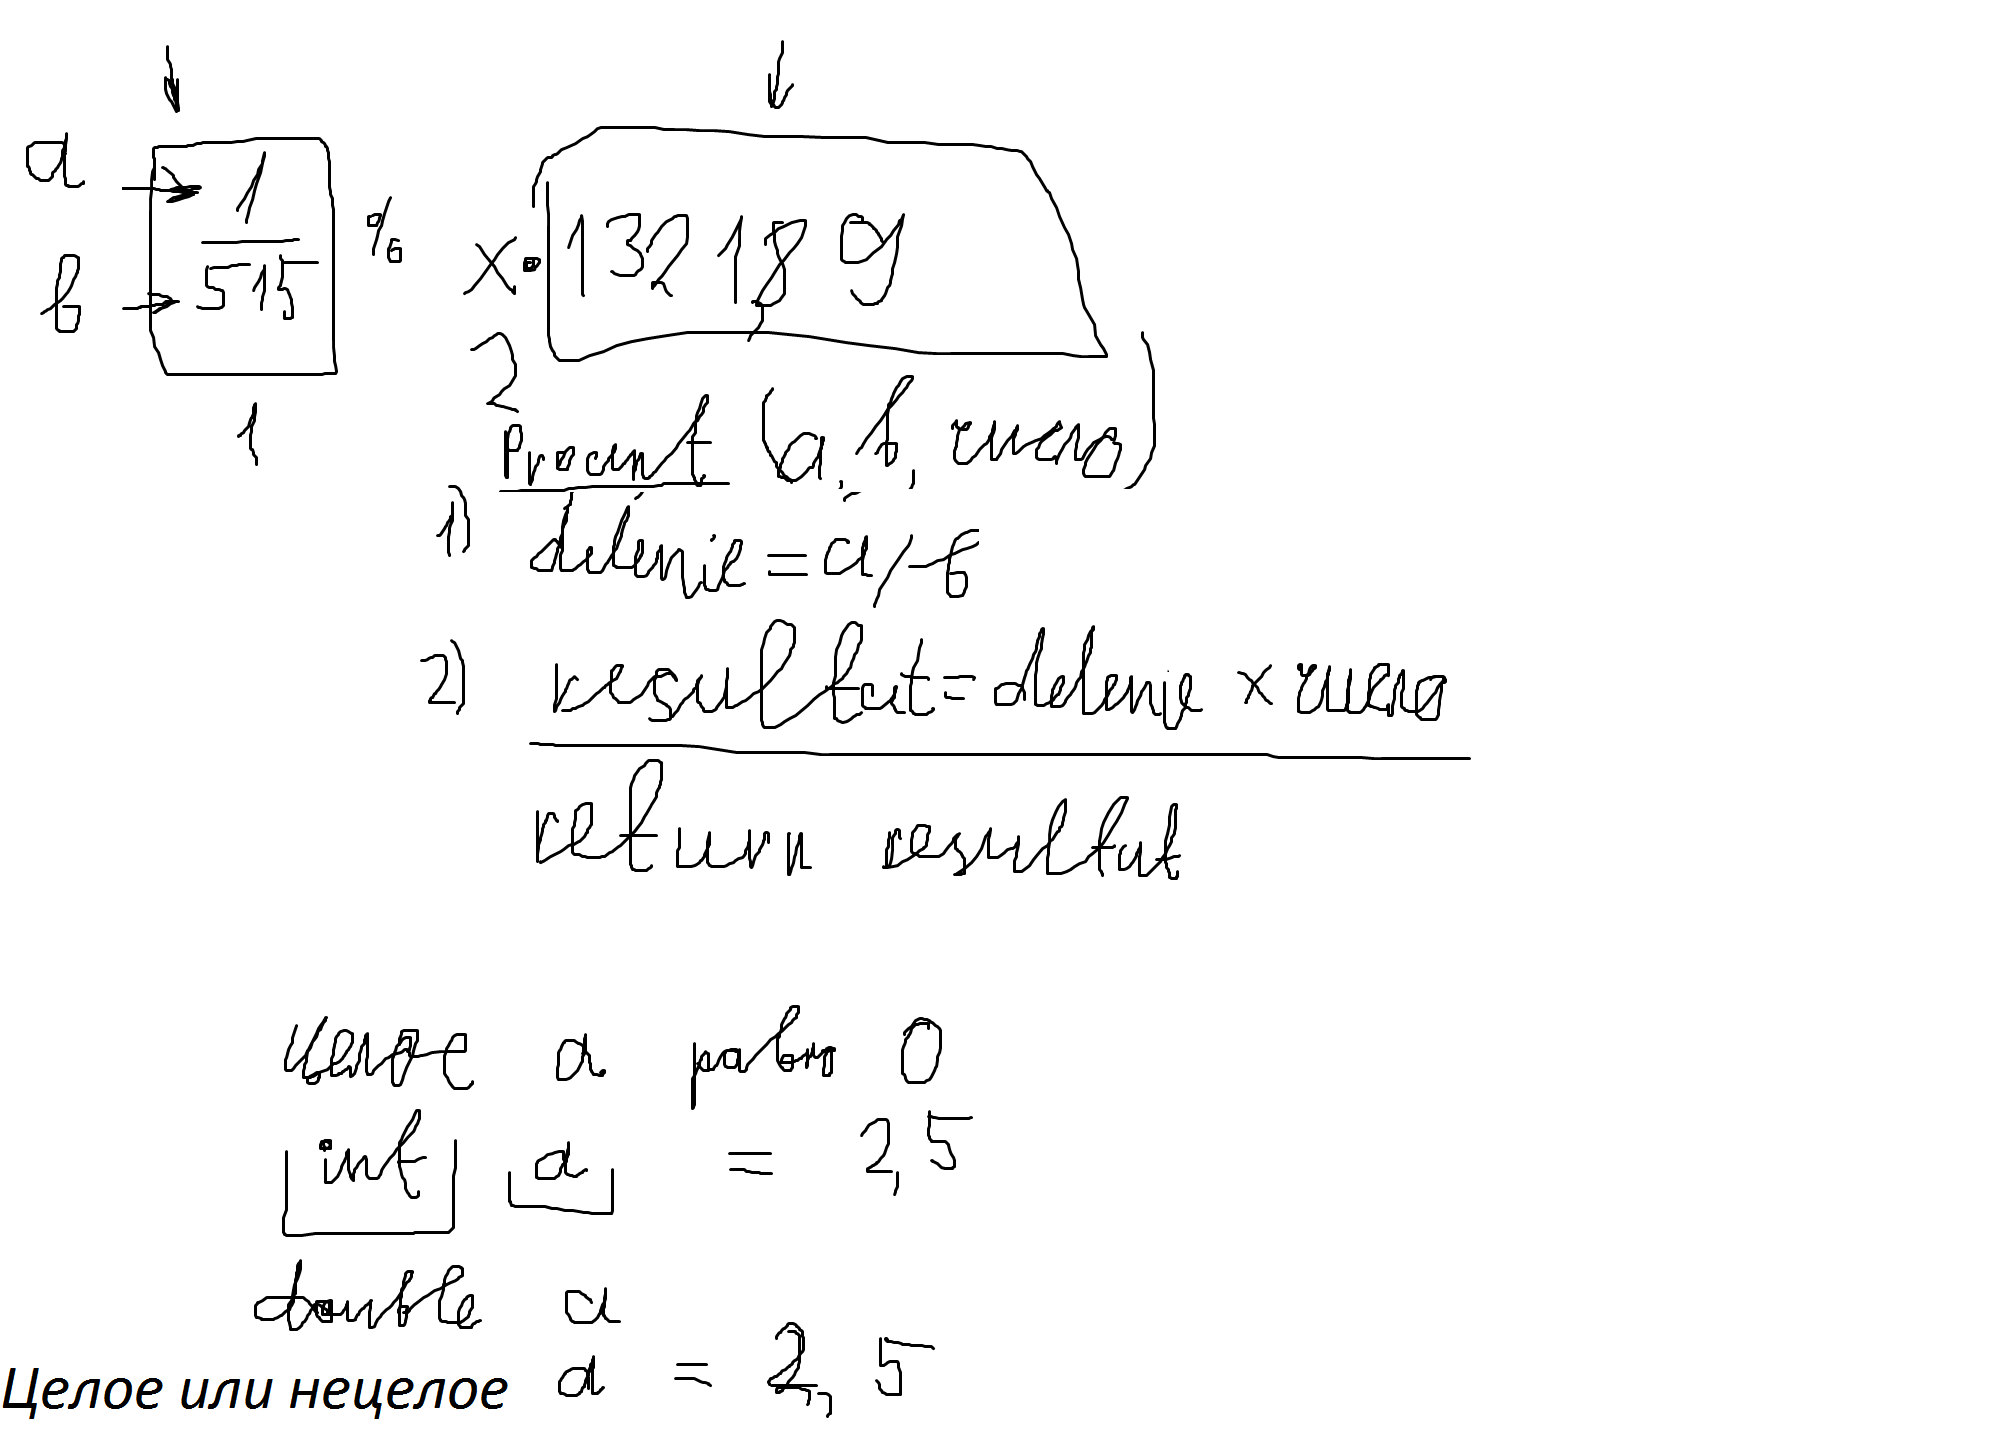 a 1 % x 132189
в 515
1 2
Procent (a, b, число)
1) delenie = a / b
2) resultat = delenie x число
return resultat
целое a равно 0
int a = 2,5
double a
Целое или нецелое a = 2,5